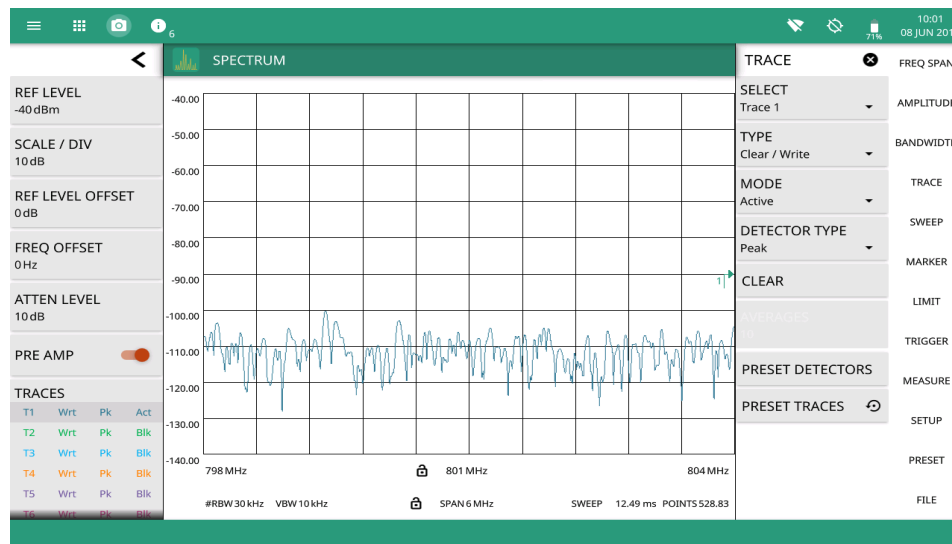 6
71%
10:01
08 JUN 201
REF LEVEL
-40 dBm
SCALE / DIV
10 dB
REF LEVEL OFFSET
0 dB
FREQ OFFSET
0 Hz
ATTEN LEVEL
10 dB
PRE AMP
TRACES
T1 Wrt Pk Act
T2 Wrt Pk Blk
T3 Wrt Pk Blk
T4 Wrt Pk Blk
T5 Wrt Pk Blk
T6 Wrt Pk Blk
SPECTRUM
-40.00
-50.00
-60.00
-70.00
-80.00
-90.00
-100.00
-110.00
-120.00
-130.00
-140.00
1
798 MHz 801 MHz 804 MHz
#RBW 30 kHz VBW 10 kHz SPAN 6 MHz SWEEP 12.49 ms POINTS 528.83
TRACE
SELECT
Trace 1
TYPE
Clear / Write
MODE
Active
DETECTOR TYPE
Peak
CLEAR
AVERAGES
PRESET DETECTORS
PRESET TRACES
FREQ SPAN
AMPLITUDE
BANDWIDTH
TRACE
SWEEP
MARKER
LIMIT
TRIGGER
MEASURE
SETUP
PRESET
FILE